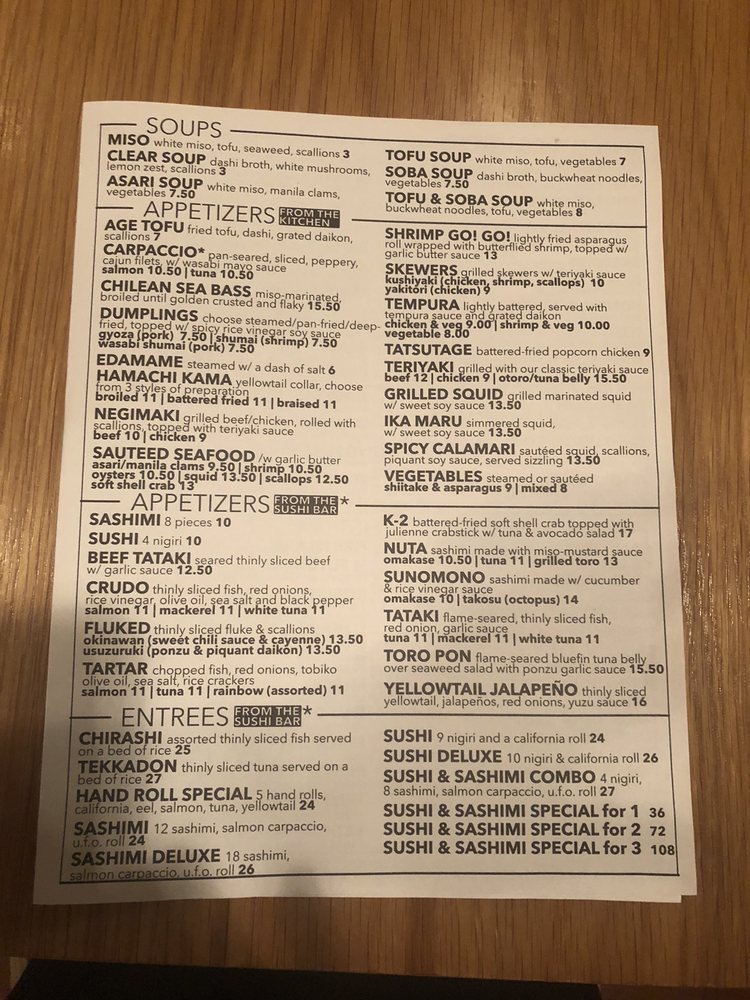 SOUPS
MISO white miso, tofu, seaweed, scallions 3
CLEAR SOUP dashi broth, white mushrooms,
lemon zest, scallions 3
ASARI SOUP white miso, manila clams,
vegetables 7.50
TOFU SOUP white miso, tofu, vegetables 7
SOBA SOUP dashi broth, buckwheat noodles,
vegetables 7.50
TOFU & SOBA SOUP white miso,
buckwheat noodles, tofu, vegetables 8
APPETIZERS FROM THE KITCHEN
AGE TOFU fried tofu, dashi, grated daikon,
scallions 7
CARPACCIO* pan-seared, sliced, peppery,
cajun filets, w/ wasabi mayo sauce
salmon 10.50 | tuna 10.50
CHILEAN SEA BASS miso-marinated,
broiled until golden crusted and flaky 15.50
DUMPLINGS choose steamed/pan-fried/deep-
fried, topped w/ spicy rice vinegar soy sauce
gyoza (pork) 7.50 | shumai (shrimp) 7.50
wasabi shumai (pork) 7.50
EDAMAME steamed w/ a dash of salt 6
HAMACHI KAMA yellowtail collar, choose
from 3 styles of preparation
broiled 11 | battered fried 11 | braised 11
NEGIMAKI grilled beef/chicken, rolled with
scallions, topped with teriyaki sauce
beef 10 | chicken 9
SAUTEED SEAFOOD /w garlic butter
asari/manila clams 9.50 | shrimp 10.50
oysters 10.50 | squid 13.50 | scallops 12.50
soft shell crab 13
SHRIMP GO! GO! lightly fried asparagus
roll wrapped with butterflied shrimp, topped w/
garlic butter sauce 13
SKEWERS grilled skewers w/ teriyaki sauce
kushiyaki (chicken, shrimp, scallops) 10
yakitori (chicken) 9
TEMPURA lightly battered, served with
tempura sauce and grated daikon
chicken & veg 9.00 | shrimp & veg 10.00
vegetable 8.00
TATSUTAGE battered-fried popcorn chicken 9
TERIYAKI grilled with our classic teriyaki sauce
beef 12 | chicken 9 | otoro/tuna belly 15.50
GRILLED SQUID grilled marinated squid
w/ sweet soy sauce 13.50
IKA MARU simmered squid,
w/ sweet soy sauce 13.50
SPICY CALAMARI sautéed squid, scallions,
piquant soy sauce, served sizzling 13.50
VEGETABLES steamed or sautéed
shiitake & asparagus 9 | mixed 8
APPETIZERS FROM THE SUSHI BAR *
SASHIMI 8 pieces 10
SUSHI 4 nigiri 10
BEEF TATAKI seared thinly sliced beef
w/ garlic sauce 12.50
CRUDO thinly sliced fish, red onions,
rice vinegar, olive oil, sea salt and black pepper
salmon 11 | mackerel 11 | white tuna 11
FLUKED thinly sliced fluke & scallions
okinawan (sweet chili sauce & cayenne) 13.50
usuzuruki (ponzu & piquant daikon) 13.50
TARTAR chopped fish, red onions, tobiko
olive oil, sea salt, rice crackers
salmon 11 | tuna 11 | rainbow (assorted) 11
K-2 battered-fried soft shell crab topped with
julienne crabstick w/ tuna & avocado salad 17
NUTA sashimi made with miso-mustard sauce
omakase 10.50 | tuna 11 | grilled toro 13
SUNOMONO sashimi made w/ cucumber
& rice vinegar sauce
omakase 10 | takosu (octopus) 14
TATAKI flame-seared, thinly sliced fish,
red onion, garlic sauce
tuna 11 | mackerel 11 | white tuna 11
TORO PON flame-seared bluefin tuna belly
over seaweed salad with ponzu garlic sauce 15.50
YELLOWTAIL JALAPEÑO thinly sliced
yellowtail, jalapeños, red onions, yuzu sauce 16
ENTREES FROM THE SUSHI BAR *
CHIRASHI assorted thinly sliced fish served
on a bed of rice 25
TEKKADON thinly sliced tuna served on a
bed of rice 27
HAND ROLL SPECIAL 5 hand rolls,
california, eel, salmon, tuna, yellowtail 24
SASHIMI 12 sashimi, salmon carpaccio,
u.f.o. roll 24
SASHIMI DELUXE 18 sashimi,
salmon carpaccio, u.f.o. roll 26
SUSHI 9 nigiri and a california roll 24
SUSHI DELUXE 10 nigiri & california roll 26
SUSHI & SASHIMI COMBO 4 nigiri,
8 sashimi, salmon carpaccio, u.f.o. roll 27
SUSHI & SASHIMI SPECIAL for 1 36
SUSHI & SASHIMI SPECIAL for 2 72
SUSHI & SASHIMI SPECIAL for 3 108